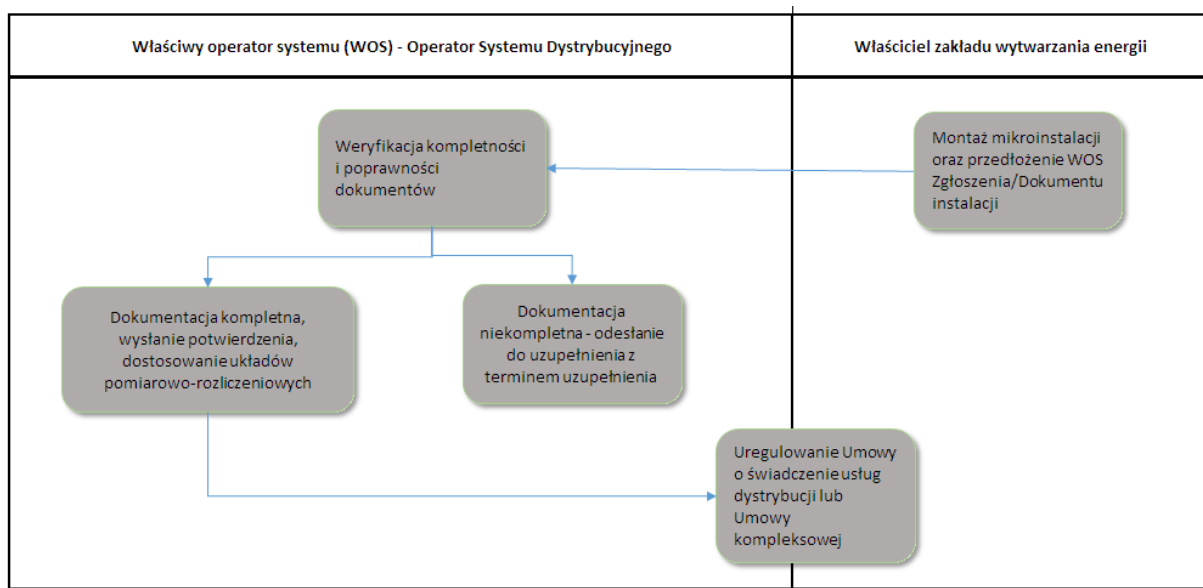 Właściwy operator systemu (WOS) - Operator Systemu Dystrybucyjnego
Właściciel zakładu wytwarzania energii
Weryfikacja kompletności
i poprawności
dokumentów
Montaż mikroinstalacji
oraz przedłożenie WOS
Zgłoszenia/Dokumentu
instalacji
Dokumentacja kompletna,
wysłanie potwierdzenia,
dostosowanie układów
pomiarowo-rozliczeniowych
Dokumentacja
niekompletna - odesłanie
do uzupełnienia z
terminem uzupełnienia
Uregulowanie Umowy
o świadczenie usług
dystrybucji lub
Umowy
kompleksowej